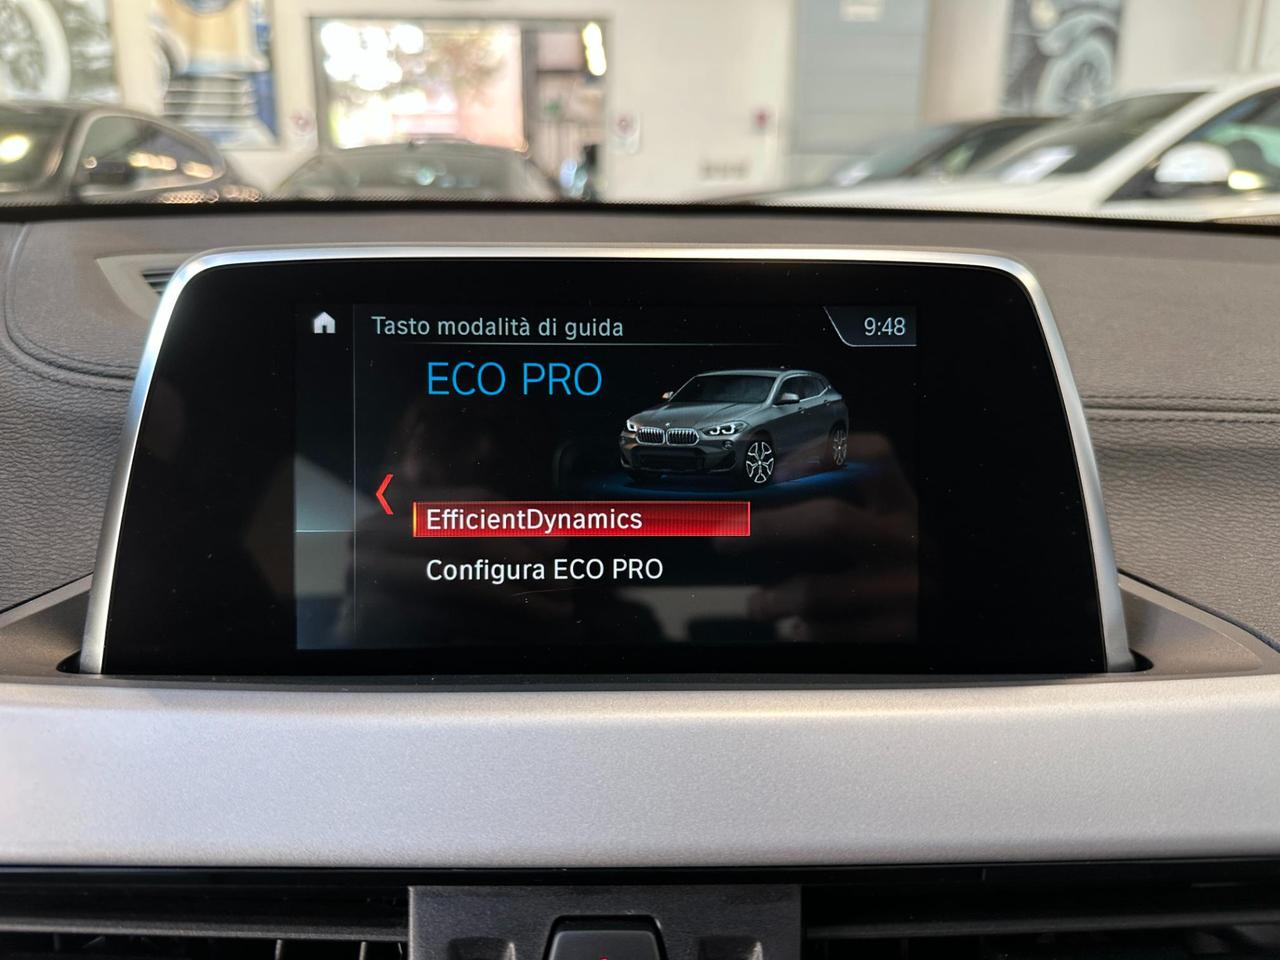 Tasto modalità di guida
9:48
ECO PRO
EfficientDynamics
Configura ECO PRO